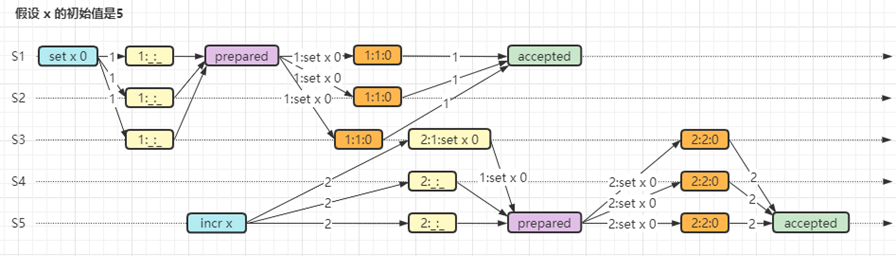 假设 x 的初始值是5
S1 set x 0 1 1:_:_ prepared 1:set x 0 1:1:0 1 accepted
1 1:set x 0 1
S2 1 1:_:_ 1:set x 0 1:1:0 1
S3 1:_:_ 1:1:0 2:1:set x 0 2:2:0
2 1:set x 0 2:set x 0 2
S4 2 2:_:_ 2:set x 0 2:2:0 2
S5 incr x 2 2:_:_ prepared 2:set x 0 2:2:0 2 accepted